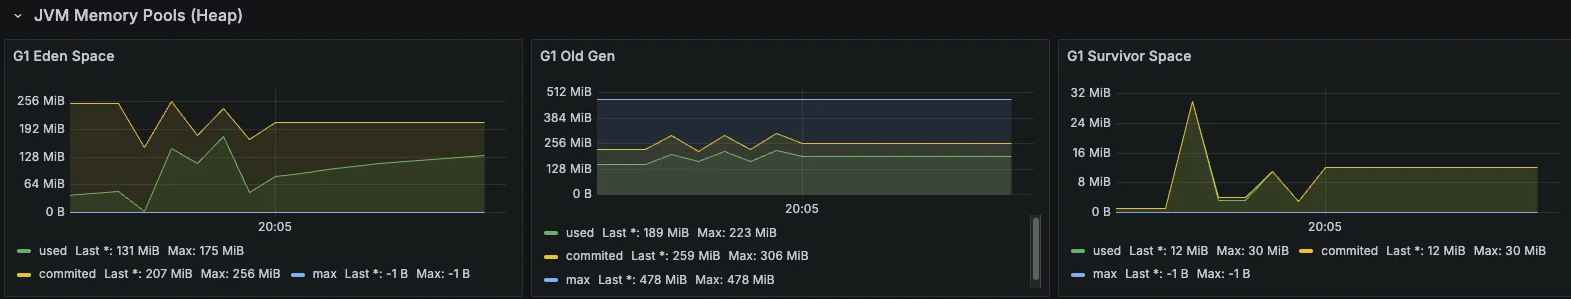 JVM Memory Pools (Heap)
G1 Eden Space
256 MiB
192 MiB
128 MiB
64 MiB
0 B
20:05
used Last *: 131 MiB Max: 175 MiB
commited Last *: 207 MiB Max: 256 MiB max Last *: -1 B Max: -1 B
G1 Old Gen
512 MiB
384 MiB
256 MiB
128 MiB
0 B
20:05
used Last *: 189 MiB Max: 223 MiB
commited Last *: 259 MiB Max: 306 MiB
max Last *: 478 MiB Max: 478 MiB
G1 Survivor Space
32 MiB
24 MiB
16 MiB
8 MiB
0 B
20:05
used Last *: 12 MiB Max: 30 MiB commited Last *: 12 MiB Max: 30 MiB
max Last *: -1 B Max: -1 B